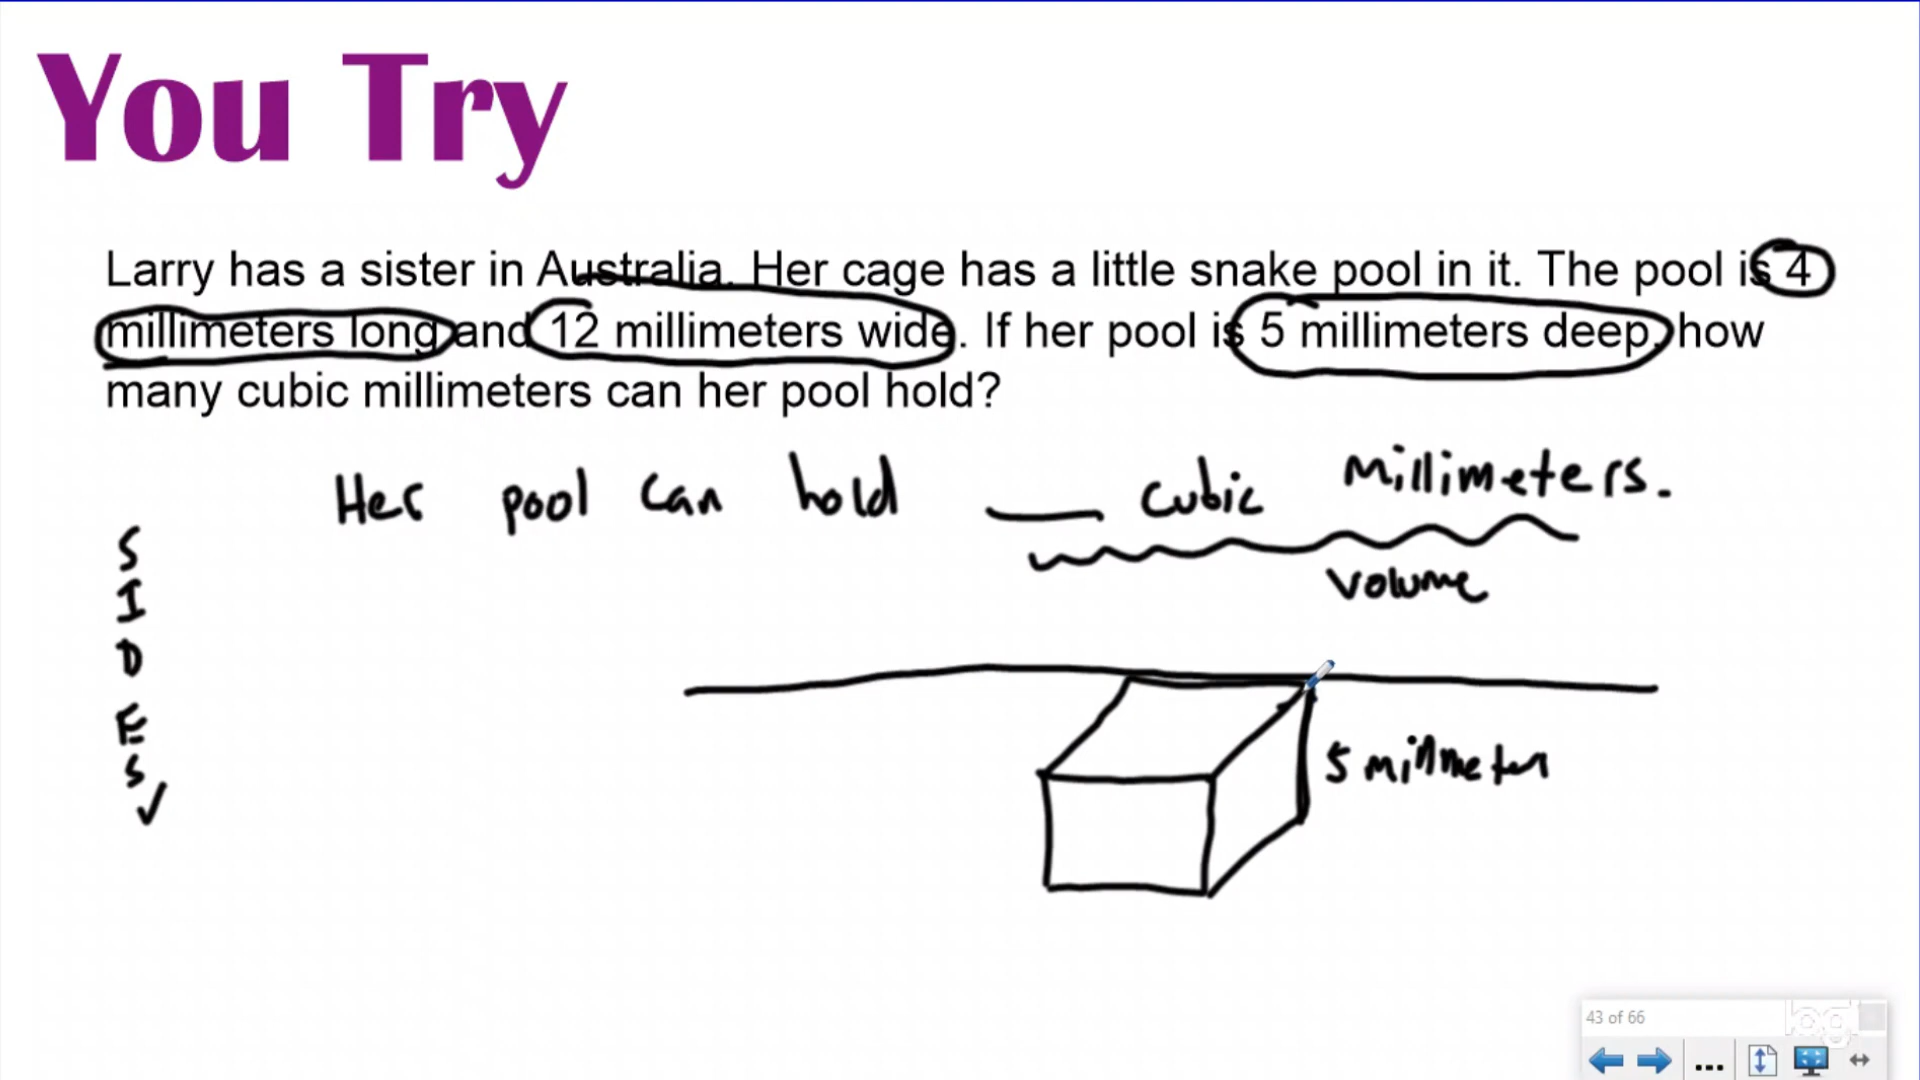 You Try
Larry has a sister in Australia. Her cage has a little snake pool in it. The pool is 4
millimeters long and 12 millimeters wide. If her pool is 5 millimeters deep, how
many cubic millimeters can her pool hold?
Her pool can hold ___ cubic Millimeters.
volume
S
I
D
E
S
5 millimeter
43 of 66